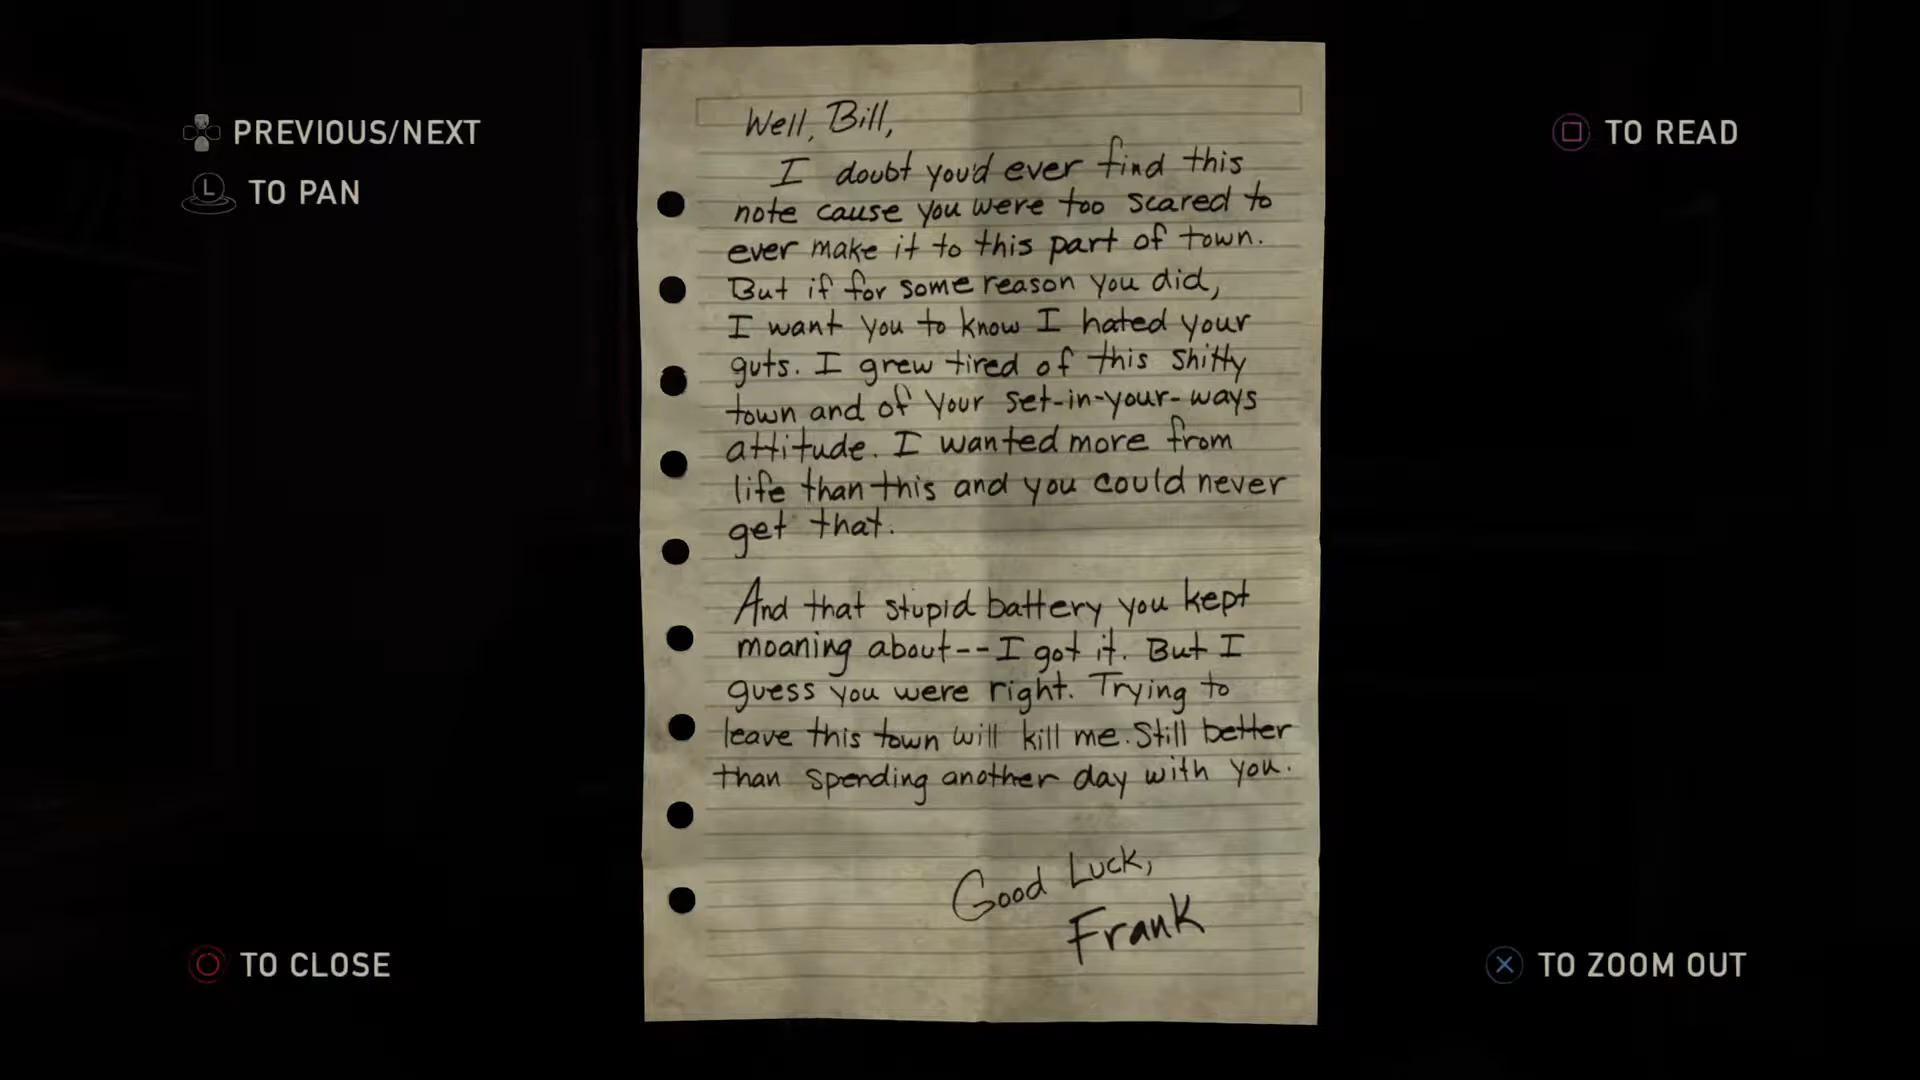 PREVIOUS/NEXT
L TO PAN
TO READ
Well, Bill,
I doubt you'd ever find this
note cause you were too scared to
ever make it to this part of town.
But if for some reason you did,
I want you to know I hated your
guts. I grew tired of this shitty
town and of your set-in-your-ways
attitude. I wanted more from
life than this and you could never
get that.
And that stupid battery you kept
moaning about--I got it. But I
guess you were right. Trying to
leave this town will kill me. Still better
than spending another day with you.
Good Luck,
Frank
TO CLOSE
TO ZOOM OUT